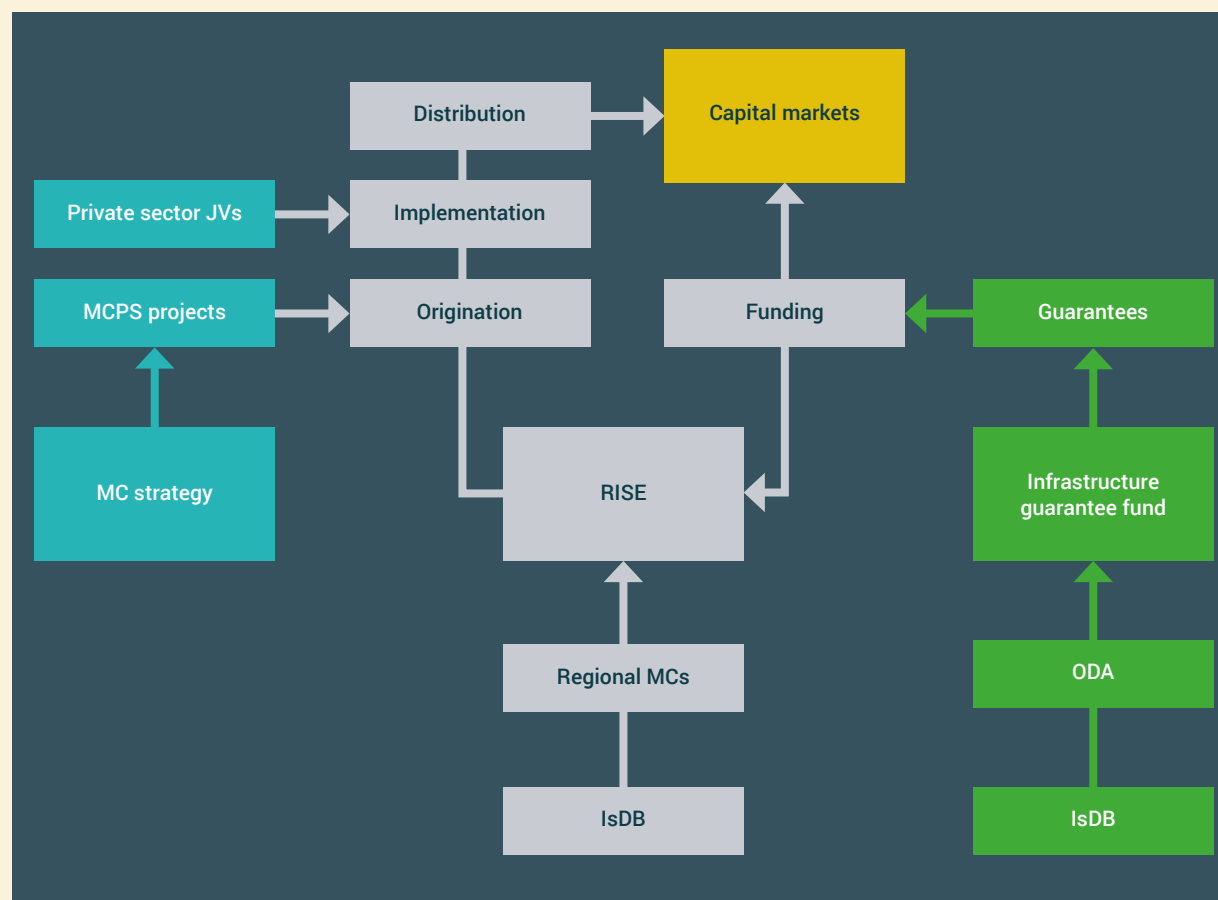 Distribution
Capital markets
Private sector JVs
Implementation
MCPS projects
Origination
Funding
Guarantees
MC strategy
RISE
Infrastructure
guarantee fund
Regional MCs
ODA
IsDB
IsDB